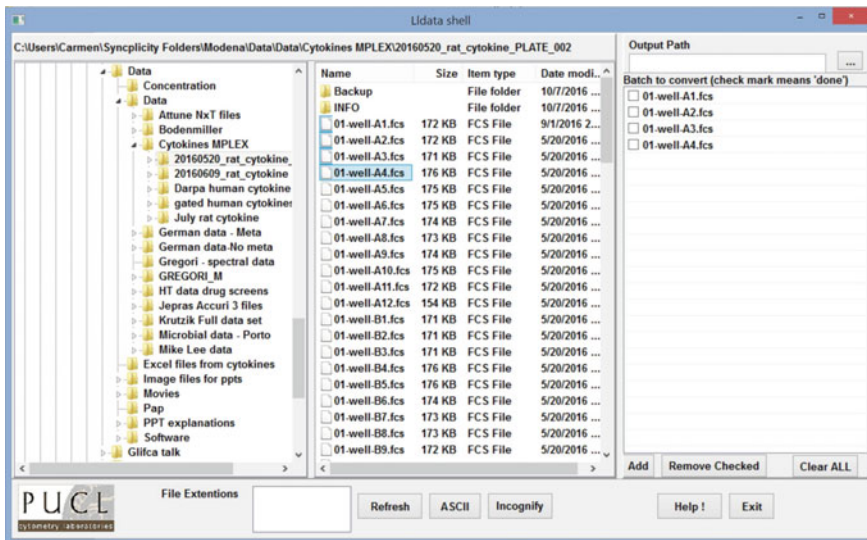 Lldata shell
C:\Users\Carmen\Syncplicity Folders\Modena\Data\Data\Cytokines MPLEX\20160520_rat_cytokine_PLATE_002
Output Path
...
Data
Concentration
Data
Attune NxT files
Bodenmiller
Cytokines MPLEX
20160520_rat_cytokine_
20160609_rat_cytokine
Darpa human cytokine
gated human cytokines
July rat cytokine
German data - Meta
German data-No meta
Gregori - spectral data
GREGORI_M
HT data drug screens
Jepras Accuri 3 files
Krutzik Full data set
Microbial data - Porto
Mike Lee data
Excel files from cytokines
Image files for ppts
Movies
Pap
PPT explanations
Software
Glifca talk
Name Size Item type Date modi...
Backup File folder 10/7/2016 ...
INFO File folder 10/7/2016 ...
01-well-A1.fcs 172 KB FCS File 9/1/2016 2...
01-well-A2.fcs 172 KB FCS File 5/20/2016 ...
01-well-A3.fcs 171 KB FCS File 5/20/2016 ...
01-well-A4.fcs 176 KB FCS File 5/20/2016 ...
01-well-A5.fcs 175 KB FCS File 5/20/2016 ...
01-well-A6.fcs 175 KB FCS File 5/20/2016 ...
01-well-A7.fcs 174 KB FCS File 5/20/2016 ...
01-well-A8.fcs 173 KB FCS File 5/20/2016 ...
01-well-A9.fcs 174 KB FCS File 5/20/2016 ...
01-well-A10.fcs 175 KB FCS File 5/20/2016 ...
01-well-A11.fcs 172 KB FCS File 5/20/2016 ...
01-well-A12.fcs 154 KB FCS File 5/20/2016 ...
01-well-B1.fcs 171 KB FCS File 5/20/2016 ...
01-well-B2.fcs 171 KB FCS File 5/20/2016 ...
01-well-B3.fcs 171 KB FCS File 5/20/2016 ...
01-well-B4.fcs 176 KB FCS File 5/20/2016 ...
01-well-B5.fcs 176 KB FCS File 5/20/2016 ...
01-well-B6.fcs 174 KB FCS File 5/20/2016 ...
01-well-B7.fcs 173 KB FCS File 5/20/2016 ...
01-well-B8.fcs 173 KB FCS File 5/20/2016 ...
01-well-B9.fcs 172 KB FCS File 5/20/2016 ...
Batch to convert (check mark means 'done')
01-well-A1.fcs
01-well-A2.fcs
01-well-A3.fcs
01-well-A4.fcs
Add Remove Checked Clear ALL
PUCL
cytometry laboratories
File Extentions
Refresh ASCII Incognify Help ! Exit